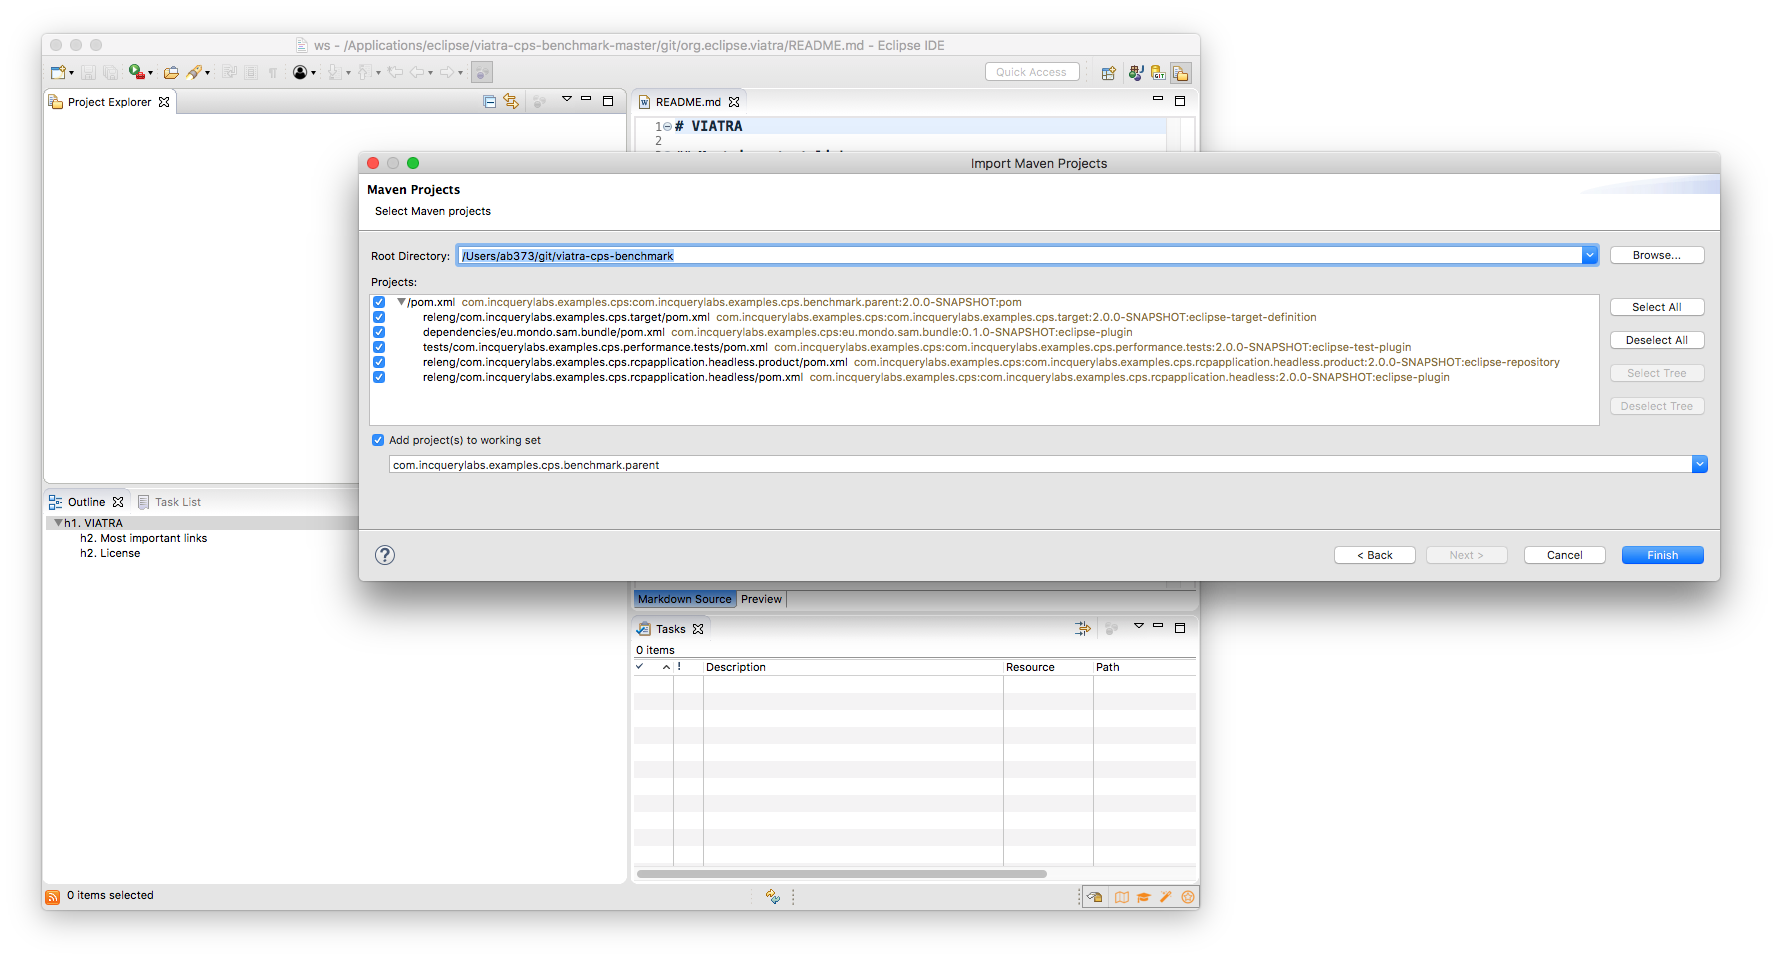 ws - /Applications/eclipse/viatra-cps-benchmark-master/git/org.eclipse.viatra/README.md - Eclipse IDE
Quick Access
Project Explorer
README.md
1 # VIATRA
2
Import Maven Projects
Maven Projects
Select Maven projects
Root Directory: /Users/ab373/git/viatra-cps-benchmark Browse...
Projects:
/pom.xml com.incquerylabs.examples.cps:com.incquerylabs.examples.cps.benchmark.parent:2.0.0-SNAPSHOT:pom
releng/com.incquerylabs.examples.cps.target/pom.xml com.incquerylabs.examples.cps:com.incquerylabs.examples.cps.target:2.0.0-SNAPSHOT:eclipse-target-definition
dependencies/eu.mondo.sam.bundle/pom.xml com.incquerylabs.examples.cps:eu.mondo.sam.bundle:0.1.0-SNAPSHOT:eclipse-plugin
tests/com.incquerylabs.examples.cps.performance.tests/pom.xml com.incquerylabs.examples.cps:com.incquerylabs.examples.cps.performance.tests:2.0.0-SNAPSHOT:eclipse-test-plugin
releng/com.incquerylabs.examples.cps.rcpapplication.headless.product/pom.xml com.incquerylabs.examples.cps:com.incquerylabs.examples.cps.rcpapplication.headless.product:2.0.0-SNAPSHOT:eclipse-repository
releng/com.incquerylabs.examples.cps.rcpapplication.headless/pom.xml com.incquerylabs.examples.cps:com.incquerylabs.examples.cps.rcpapplication.headless:2.0.0-SNAPSHOT:eclipse-plugin
Select All
Deselect All
Select Tree
Deselect Tree
Add project(s) to working set
com.incquerylabs.examples.cps.benchmark.parent
? < Back Next > Cancel Finish
Outline Task List
h1. VIATRA
h2. Most important links
h2. License
Markdown Source Preview
Tasks
0 items
! Description Resource Path
0 items selected